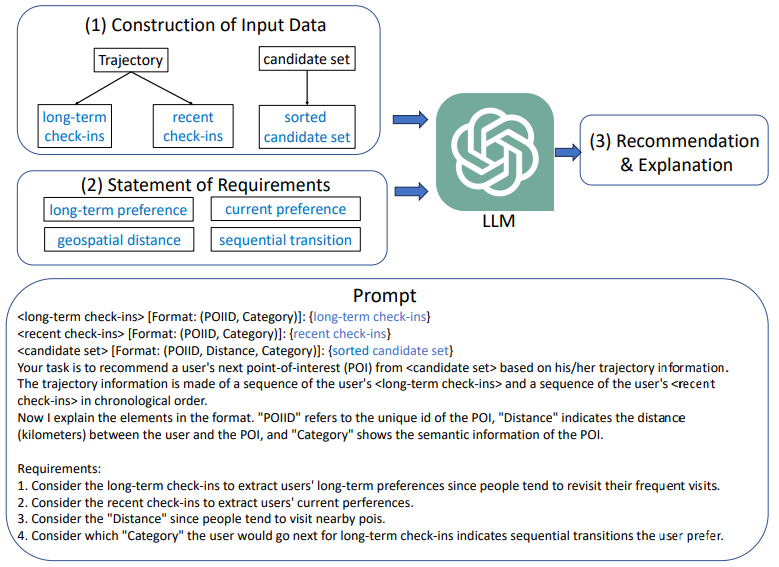 (1) Construction of Input Data
Trajectory
candidate set
long-term
check-ins
recent
check-ins
sorted
candidate set
(2) Statement of Requirements
long-term preference
current preference
geospatial distance
sequential transition
LLM
(3) Recommendation
& Explanation
Prompt
<long-term check-ins> [Format: (POIID, Category)]: {long-term check-ins}
<recent check-ins> [Format: (POIID, Category)]: {recent check-ins}
<candidate set> [Format: (POIID, Distance, Category)]: {sorted candidate set}
Your task is to recommend a user's next point-of-interest (POI) from <candidate set> based on his/her trajectory information.
The trajectory information is made of a sequence of the user's <long-term check-ins> and a sequence of the user's <recent
check-ins> in chronological order.
Now I explain the elements in the format. "POIID" refers to the unique id of the POI, "Distance" indicates the distance
(kilometers) between the user and the POI, and "Category" shows the semantic information of the POI.
Requirements:
1. Consider the long-term check-ins to extract users' long-term preferences since people tend to revisit their frequent visits.
2. Consider the recent check-ins to extract users' current perferences.
3. Consider the "Distance" since people tend to visit nearby pois.
4. Consider which "Category" the user would go next for long-term check-ins indicates sequential transitions the user prefer.